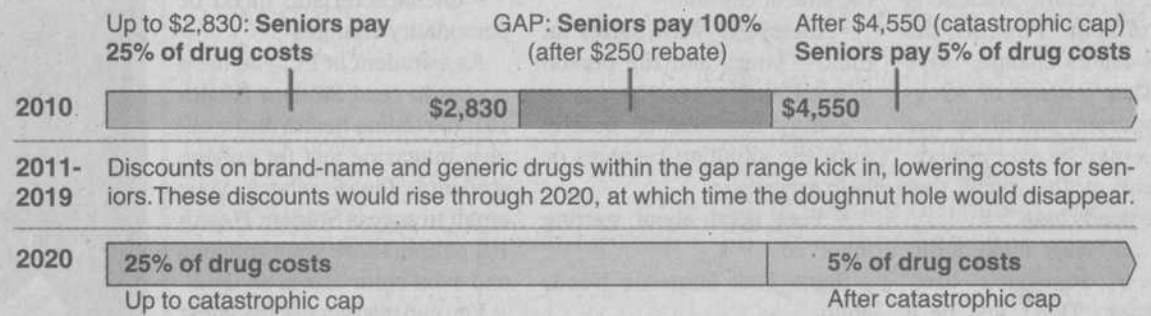 Up to $2,830: Seniors pay
25% of drug costs
GAP: Seniors pay 100%
(after $250 rebate)
After $4,550 (catastrophic cap)
Seniors pay 5% of drug costs
2010
$2,830
$4,550
2011-
2019
Discounts on brand-name and generic drugs within the gap range kick in, lowering costs for sen-
iors. These discounts would rise through 2020, at which time the doughnut hole would disappear.
2020
25% of drug costs
5% of drug costs
Up to catastrophic cap
After catastrophic cap